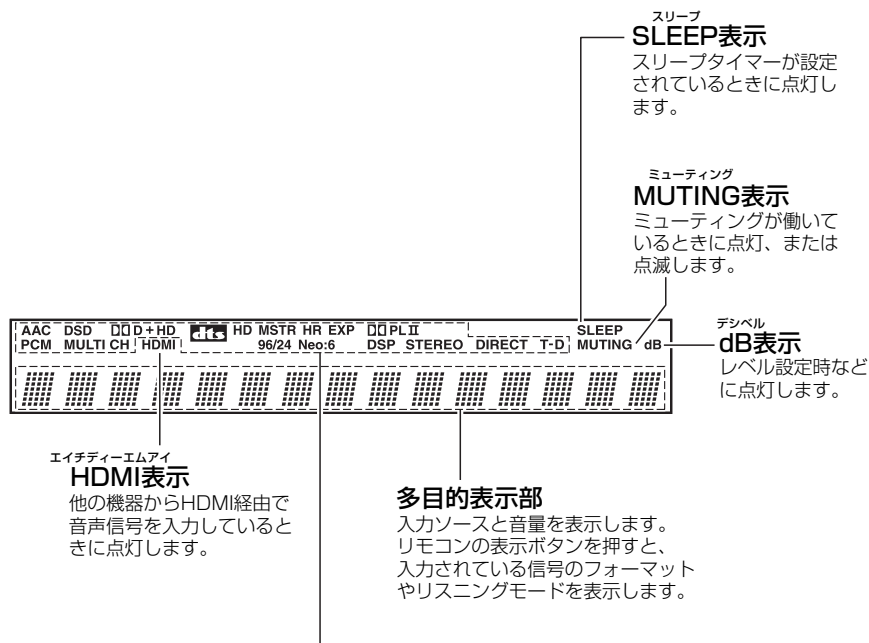 スリープ
SLEEP表示
スリープタイマーが設定
されているときに点灯し
ます。
ミューティング
MUTING表示
ミューティングが働いて
いるときに点灯、または
点滅します。
AAC DSD DD D+HD dts HD MSTR HR EXP DD PLII SLEEP
PCM MULTI CH HDMI 96/24 Neo:6 DSP STEREO DIRECT T-D MUTING dB
デシベル
dB表示
レベル設定時など
に点灯します。
エイチディーエムアイ
HDMI表示
他の機器からHDMI経由で
音声信号を入力していると
きに点灯します。
多目的表示部
入力ソースと音量を表示します。
リモコンの表示ボタンを押すと、
入力されている信号のフォーマット
やリスニングモードを表示します。